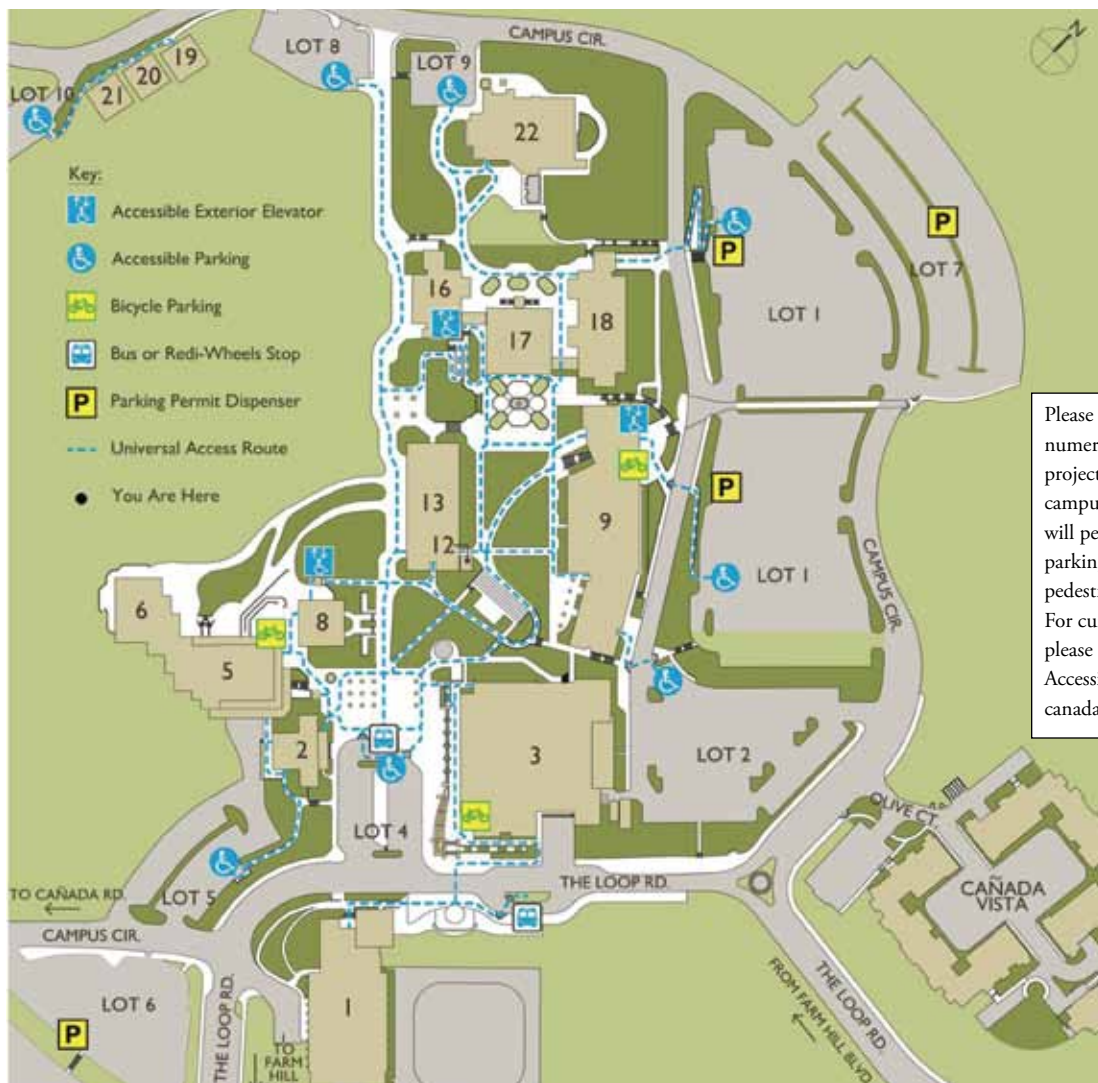 CAMPUS CIR.
N
LOT 8
LOT 9
19
20
21
LOT 10
22
Key:
Accessible Exterior Elevator
Accessible Parking
Bicycle Parking
Bus or Redi-Wheels Stop
P Parking Permit Dispenser
Universal Access Route
You Are Here
P
P
LOT 7
LOT 1
16
17
18
13
12
9
P
LOT 1
CAMPUS CIR.
6
8
5
2
3
LOT 2
LOT 4
LOT 5
OLIVE CT.
CAÑADA
VISTA
THE LOOP RD.
TO CAÑADA RD.
CAMPUS CIR.
LOT 6
P
THE LOOP RD.
TO
FARM
HILL
1
THE LOOP RD.
FROM FARM HILL BLVD.
Please
numer
project
campu
will pe
parkin
pedest
For cu
please
Access
canada